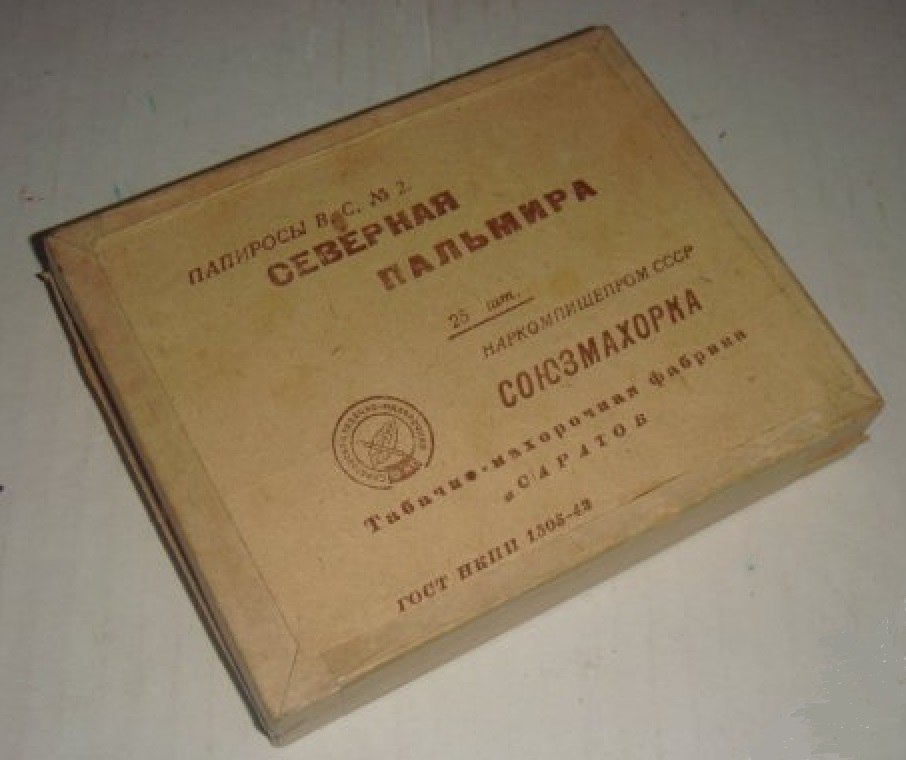 ПАПИРОСЫ В. С. № 2.
СЕВЕРНАЯ
ПАЛЬМИРА
25 шт.
НАРКОМПИЩЕПРОМ СССР
СОЮЗМАХОРКА
Табачно-махорочная фабрика
«САРАТОВ
ГОСТ НКПП 1505-42